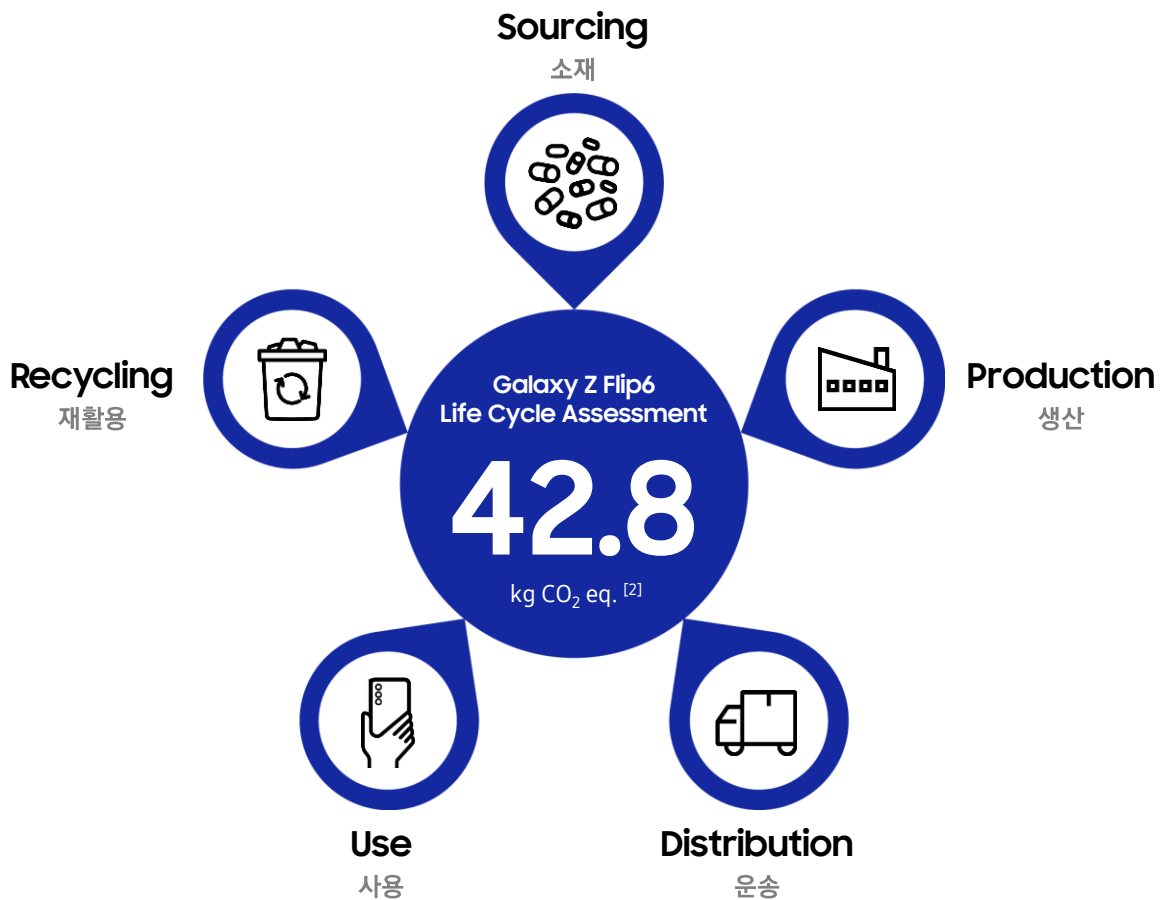 Sourcing
소재
Recycling
재활용
Production
생산
Galaxy Z Flip6
Life Cycle Assessment
42.8
kg CO₂ eq. [2]
Use
사용
Distribution
운송